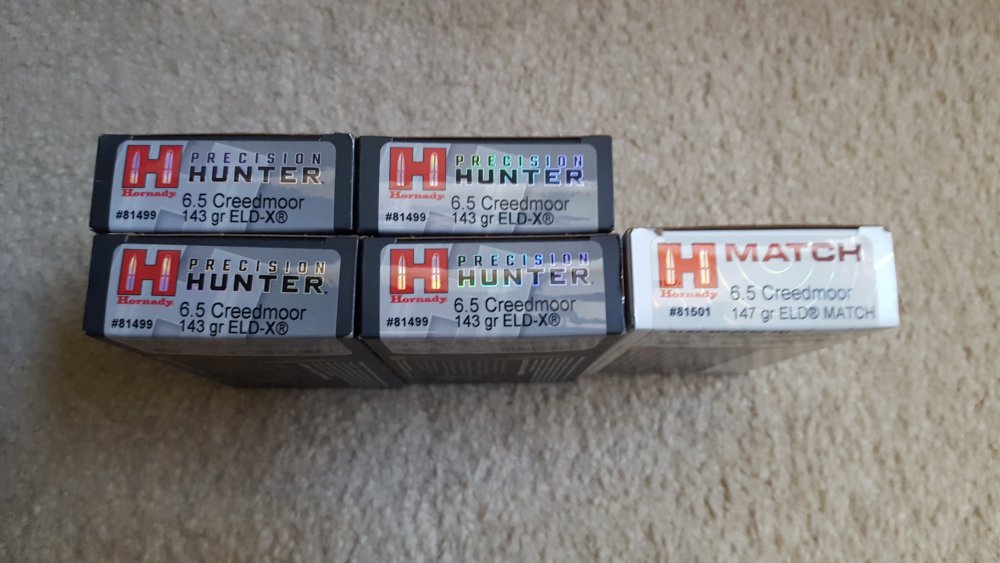 PRECISION
HUNTER
Hornady
6.5 Creedmoor
#81499
143 gr ELD-X®
PRECISION
HUNTER
Hornady
6.5 Creedmoor
#81499
143 gr ELD-X®
PRECISION
HUNTER
Hornady
6.5 Creedmoor
#81499
143 gr ELD-X®
PRECISION
HUNTER
Hornady
6.5 Creedmoor
#81499
143 gr ELD-X®
MATCH
Hornady
6.5 Creedmoor
#81501
147 gr ELD® MATCH